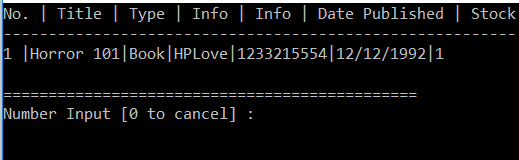 No. | Title | Type | Info | Info | Date Published | Stock
------------------------------------------------------------
1 |Horror 101|Book|HPLove|1233215554|12/12/1992|1
================================================
Number Input [0 to cancel] :